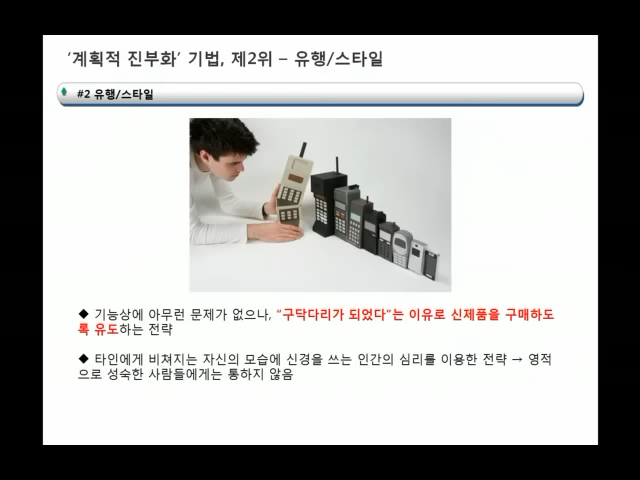 ‘계획적 진부화’ 기법, 제2위 – 유행/스타일
#2 유행/스타일
◆ 기능상에 아무런 문제가 없으나, “구닥다리가 되었다”는 이유로 신제품을 구매하도
록 유도하는 전략
◆ 타인에게 비쳐지는 자신의 모습에 신경을 쓰는 인간의 심리를 이용한 전략 → 영적
으로 성숙한 사람들에게는 통하지 않음